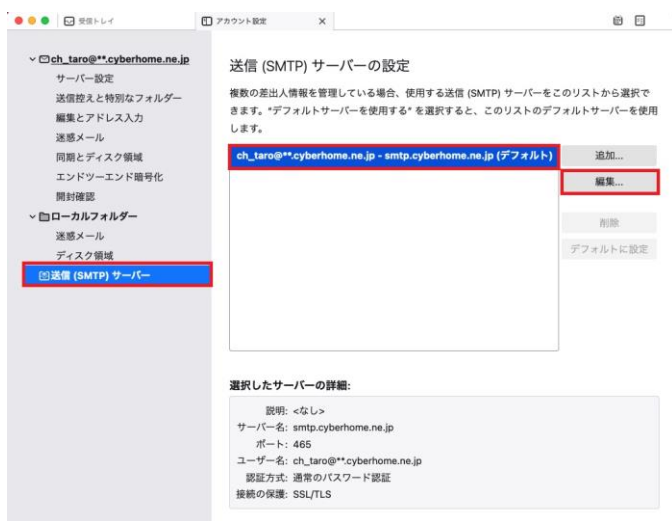 受信トレイ
アカウント設定
ch_taro@**.cyberhome.ne.jp
サーバー設定
送信控えと特別なフォルダー
編集とアドレス入力
迷惑メール
同期とディスク領域
エンドツーエンド暗号化
開封確認
ローカルフォルダー
迷惑メール
ディスク領域
送信 (SMTP) サーバー
送信 (SMTP) サーバーの設定
複数の差出人情報を管理している場合、使用する送信 (SMTP) サーバーをこのリストから選択で
きます。"デフォルトサーバーを使用する" を選択すると、このリストのデフォルトサーバーを使用
します。
ch_taro@**.cyberhome.ne.jp - smtp.cyberhome.ne.jp (デフォルト)
追加...
編集...
削除
デフォルトに設定
選択したサーバーの詳細:
説明: <なし>
サーバー名: smtp.cyberhome.ne.jp
ポート: 465
ユーザー名: ch_taro@**.cyberhome.ne.jp
認証方式: 通常のパスワード認証
接続の保護: SSL/TLS